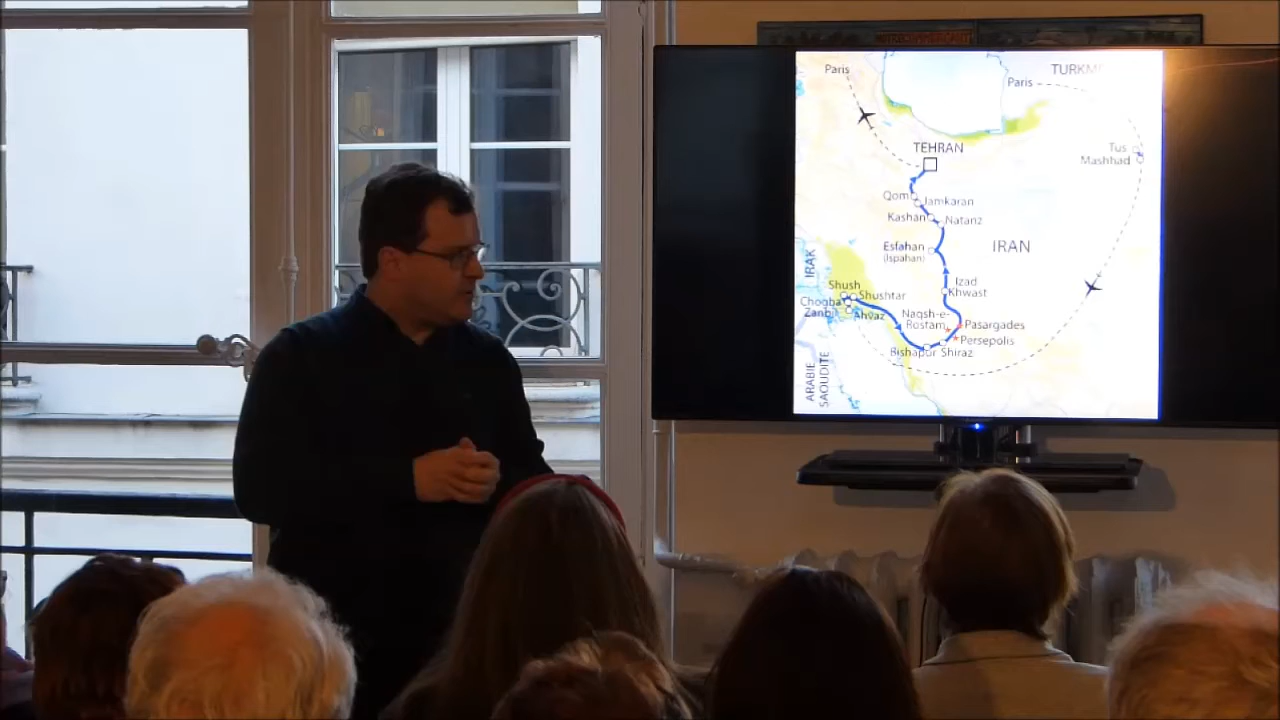 Paris
TURKM
Paris
TEHRAN
Tus
Mashhad
Qom
Jamkaran
Kashan
Natanz
Esfahan
(Ispahan)
IRAN
IRAK
Shush
Shushtar
Izad
Khwast
Chogha
Zanbil
Ahvaz
Naqsh-e-
Rostam
Pasargades
Persepolis
Bishapur
Shiraz
ARABIE
SAOUDITE